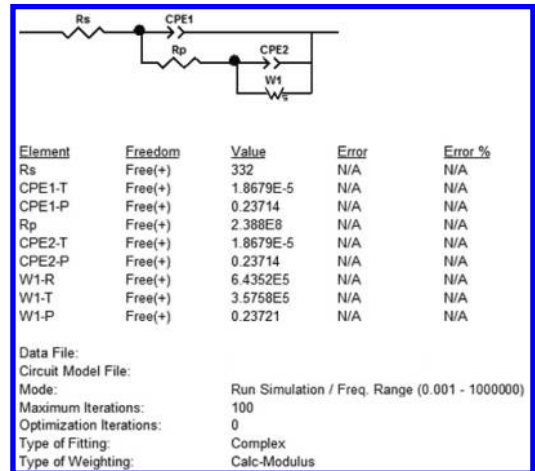 Rs CPE1
Rp CPE2
W1
s
Element Freedom Value Error Error %
Rs Free(+) 332 N/A N/A
CPE1-T Free(+) 1.8679E-5 N/A N/A
CPE1-P Free(+) 0.23714 N/A N/A
Rp Free(+) 2.388E8 N/A N/A
CPE2-T Free(+) 1.8679E-5 N/A N/A
CPE2-P Free(+) 0.23714 N/A N/A
W1-R Free(+) 6.4352E5 N/A N/A
W1-T Free(+) 3.5758E5 N/A N/A
W1-P Free(+) 0.23721 N/A N/A
Data File:
Circuit Model File:
Mode: Run Simulation / Freq. Range (0.001 - 1000000)
Maximum Iterations: 100
Optimization Iterations: 0
Type of Fitting: Complex
Type of Weighting: Calc-Modulus